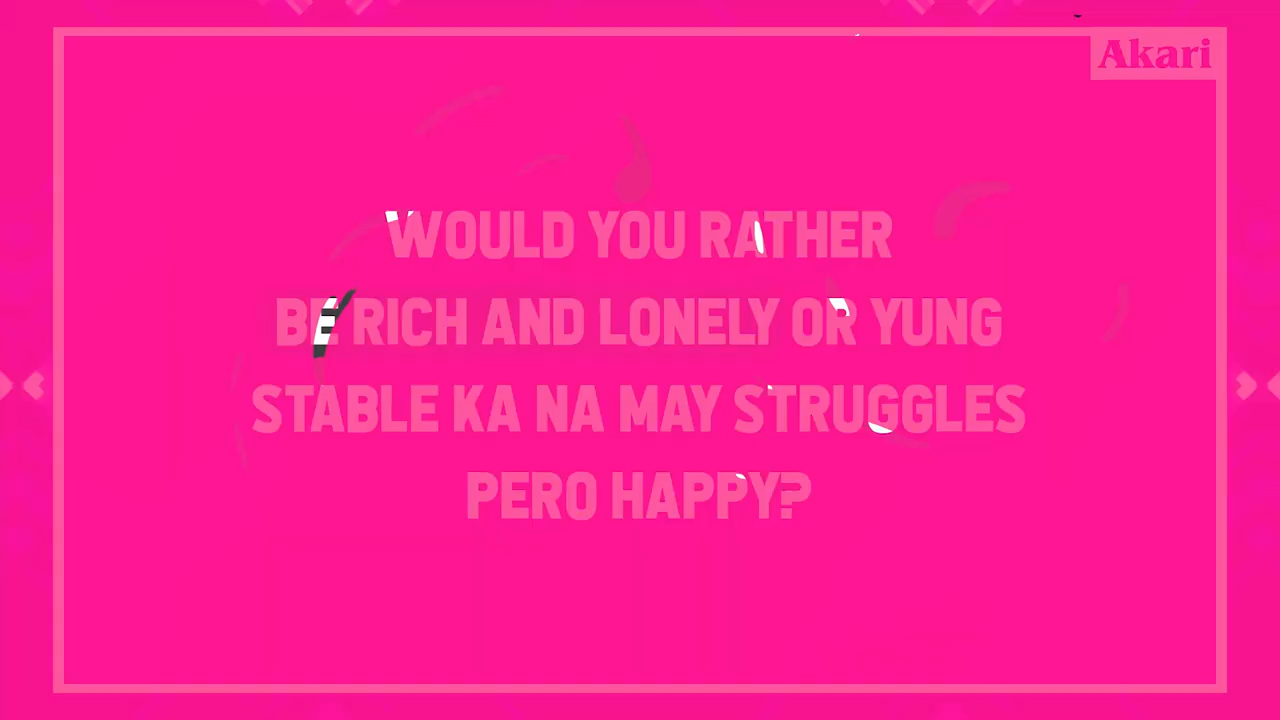 Akari
WOULD YOU RATHER
BE RICH AND LONELY OR YUNG
STABLE KA NA MAY STRUGGLES
PERO HAPPY?